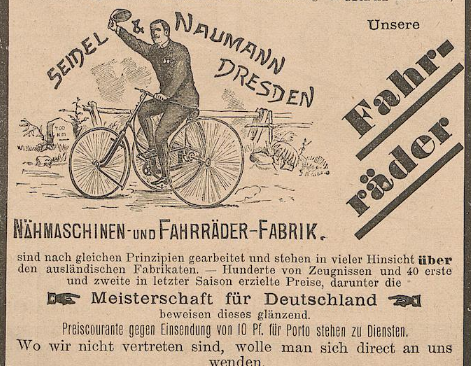 Unsere
SEIDEL & NAUMANN
DRESDEN
Fahr-
räder
NÄHMASCHINEN-UND FAHRRÄDER-FABRIK.
sind nach gleichen Prinzipien gearbeitet und stehen in vieler Hinsicht über
den ausländischen Fabrikaten. — Hunderte von Zeugnissen und 40 erste
und zweite in letzter Saison erzielte Preise, darunter die
Meisterschaft für Deutschland
beweisen dieses glänzend.
Preiscourante gegen Einsendung von 10 Pf. für Porto stehen zu Diensten.
Wo wir nicht vertreten sind, wolle man sich direct an uns
wenden.